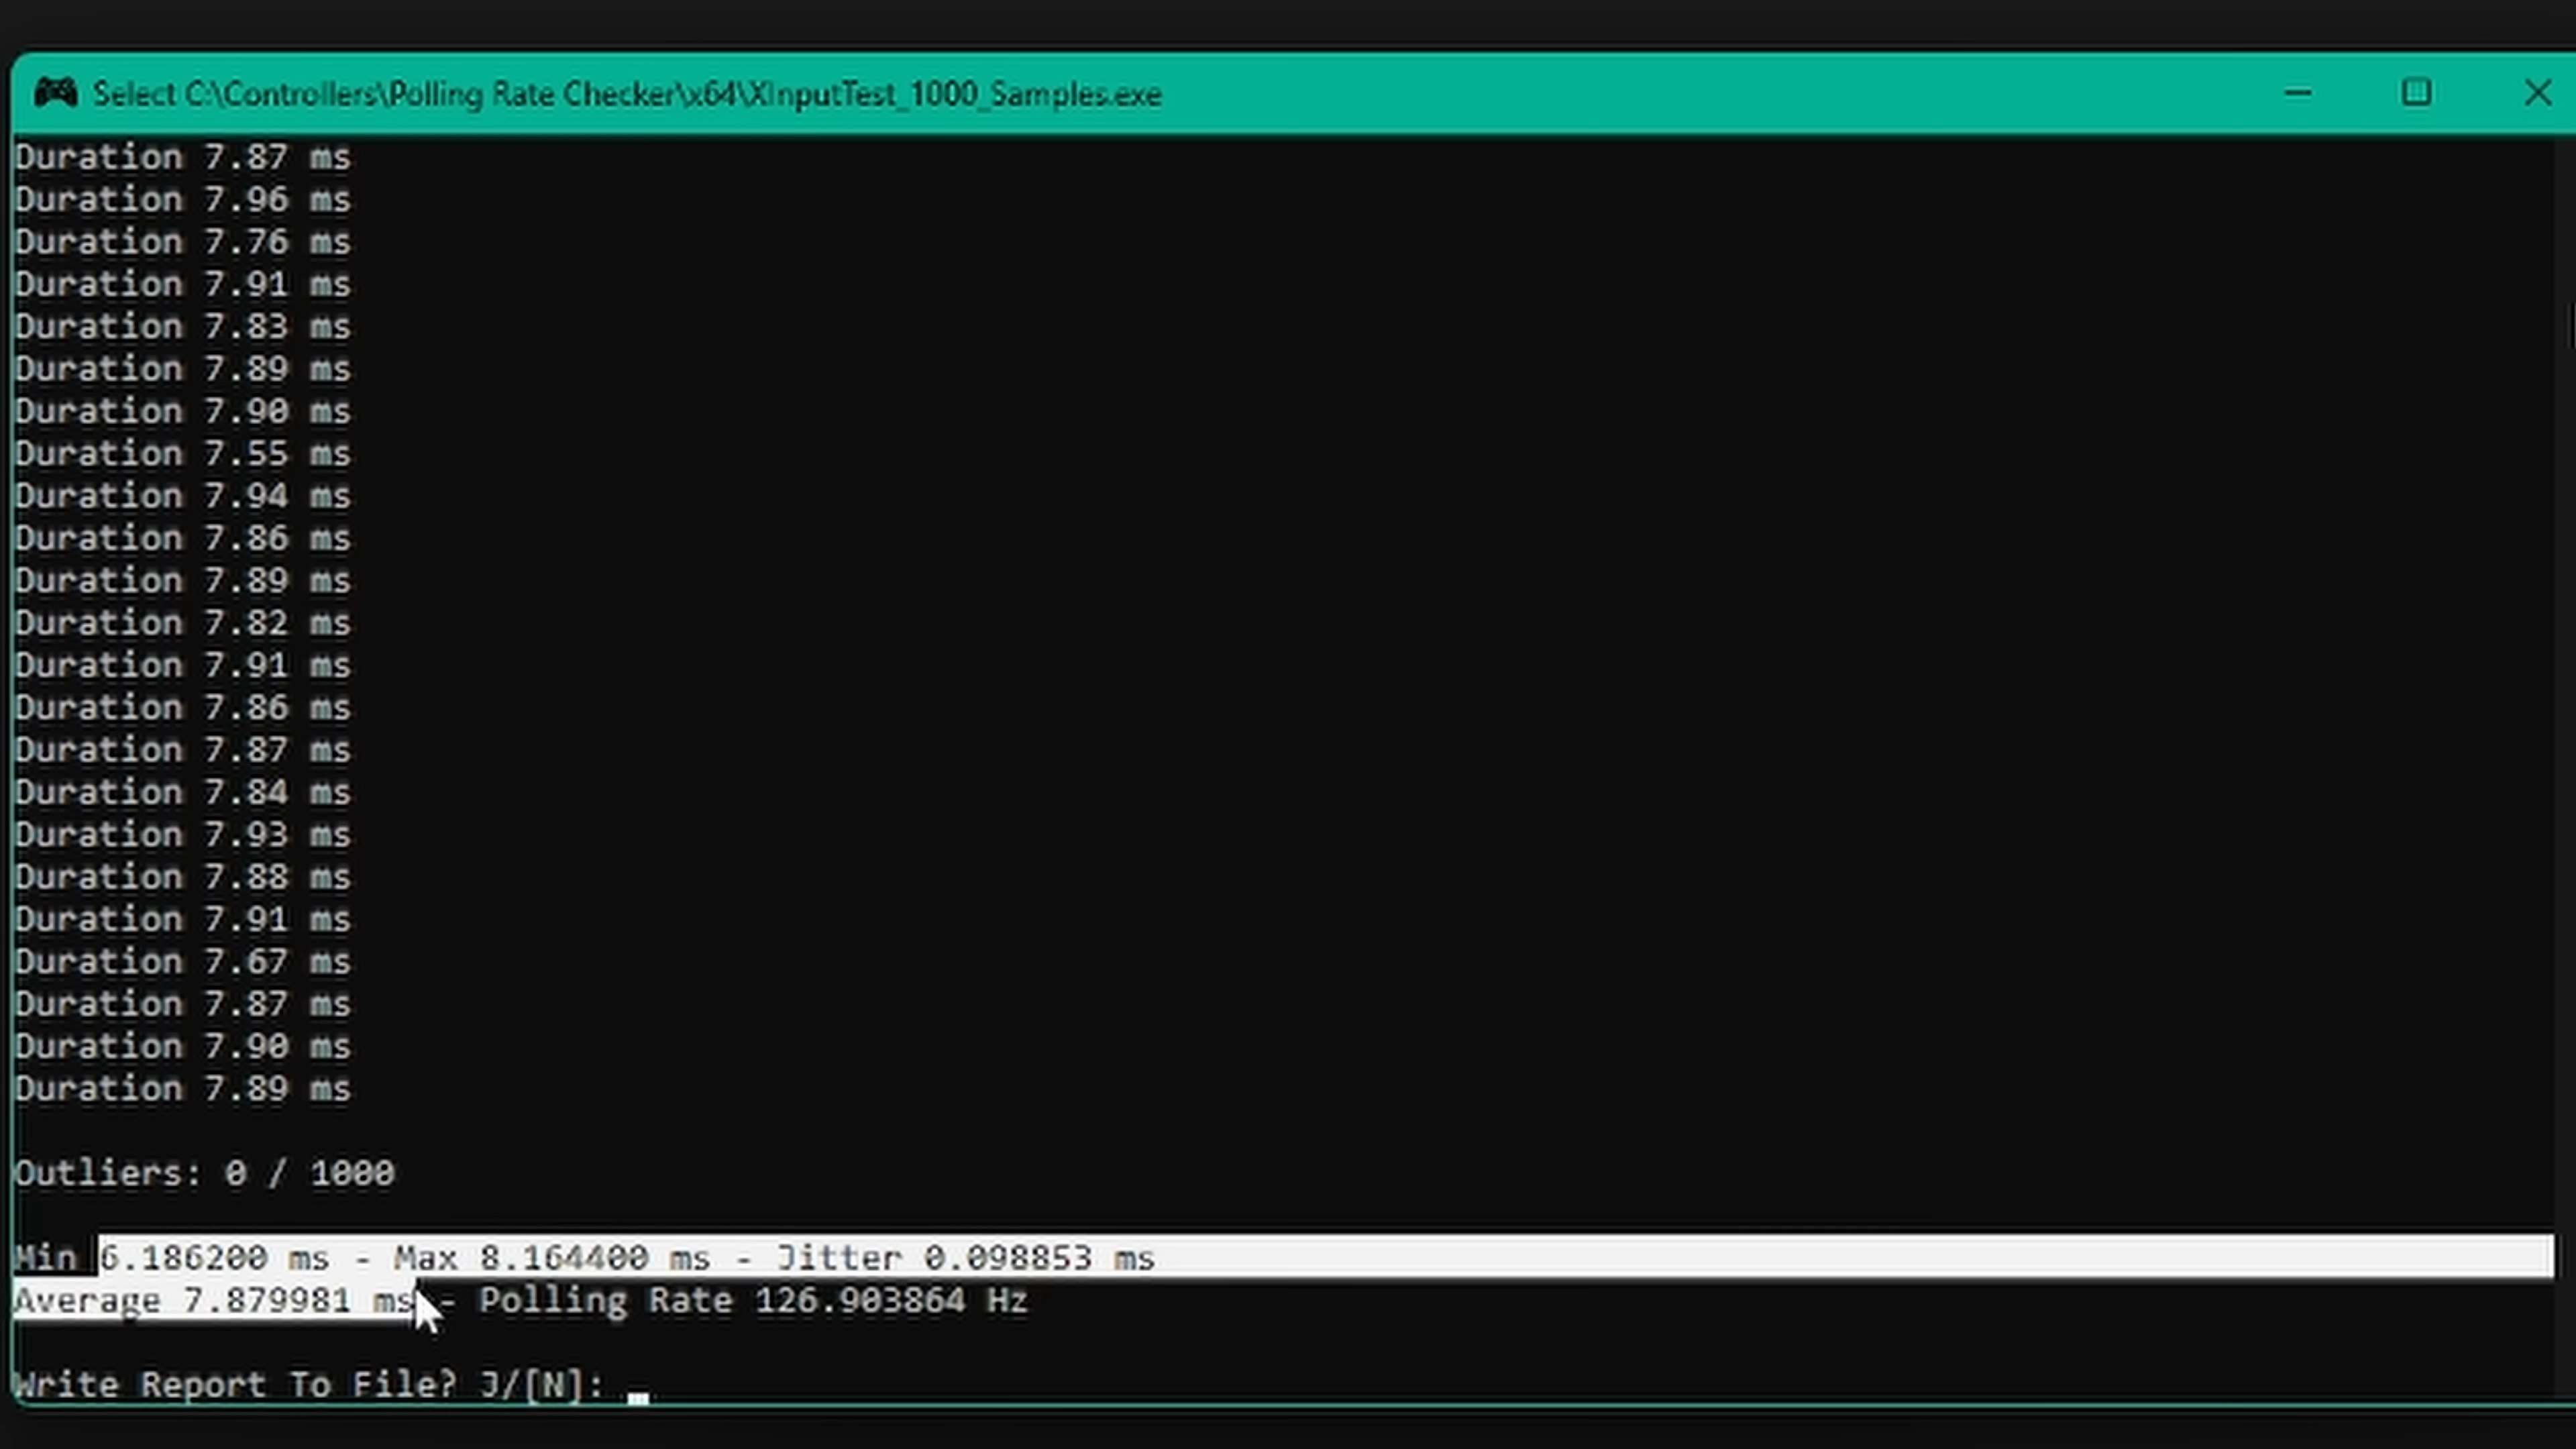 Select C:\Controllers\Polling Rate Checker\x64\XInputTest_1000_Samples.exe
Duration 7.87 ms
Duration 7.96 ms
Duration 7.76 ms
Duration 7.91 ms
Duration 7.83 ms
Duration 7.89 ms
Duration 7.90 ms
Duration 7.55 ms
Duration 7.94 ms
Duration 7.86 ms
Duration 7.89 ms
Duration 7.82 ms
Duration 7.91 ms
Duration 7.86 ms
Duration 7.87 ms
Duration 7.84 ms
Duration 7.93 ms
Duration 7.88 ms
Duration 7.91 ms
Duration 7.67 ms
Duration 7.87 ms
Duration 7.90 ms
Duration 7.89 ms
Outliers: 0 / 1000
Min 6.186200 ms - Max 8.164400 ms - Jitter 0.098853 ms
Average 7.879981 ms - Polling Rate 126.903864 Hz
Write Report To File? J/[N]: